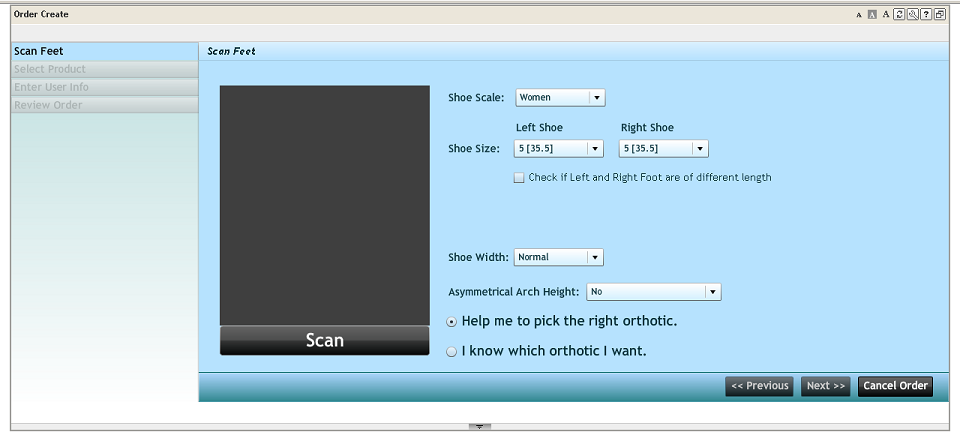 Order Create
A A A ?
Scan Feet
Select Product
Enter User Info
Review Order
Scan Feet
Shoe Scale: Women
Left Shoe Right Shoe
Shoe Size: 5 [35.5] 5 [35.5]
Check if Left and Right Foot are of different length
Shoe Width: Normal
Asymmetrical Arch Height: No
Help me to pick the right orthotic.
I know which orthotic I want.
Scan
<< Previous Next >> Cancel Order